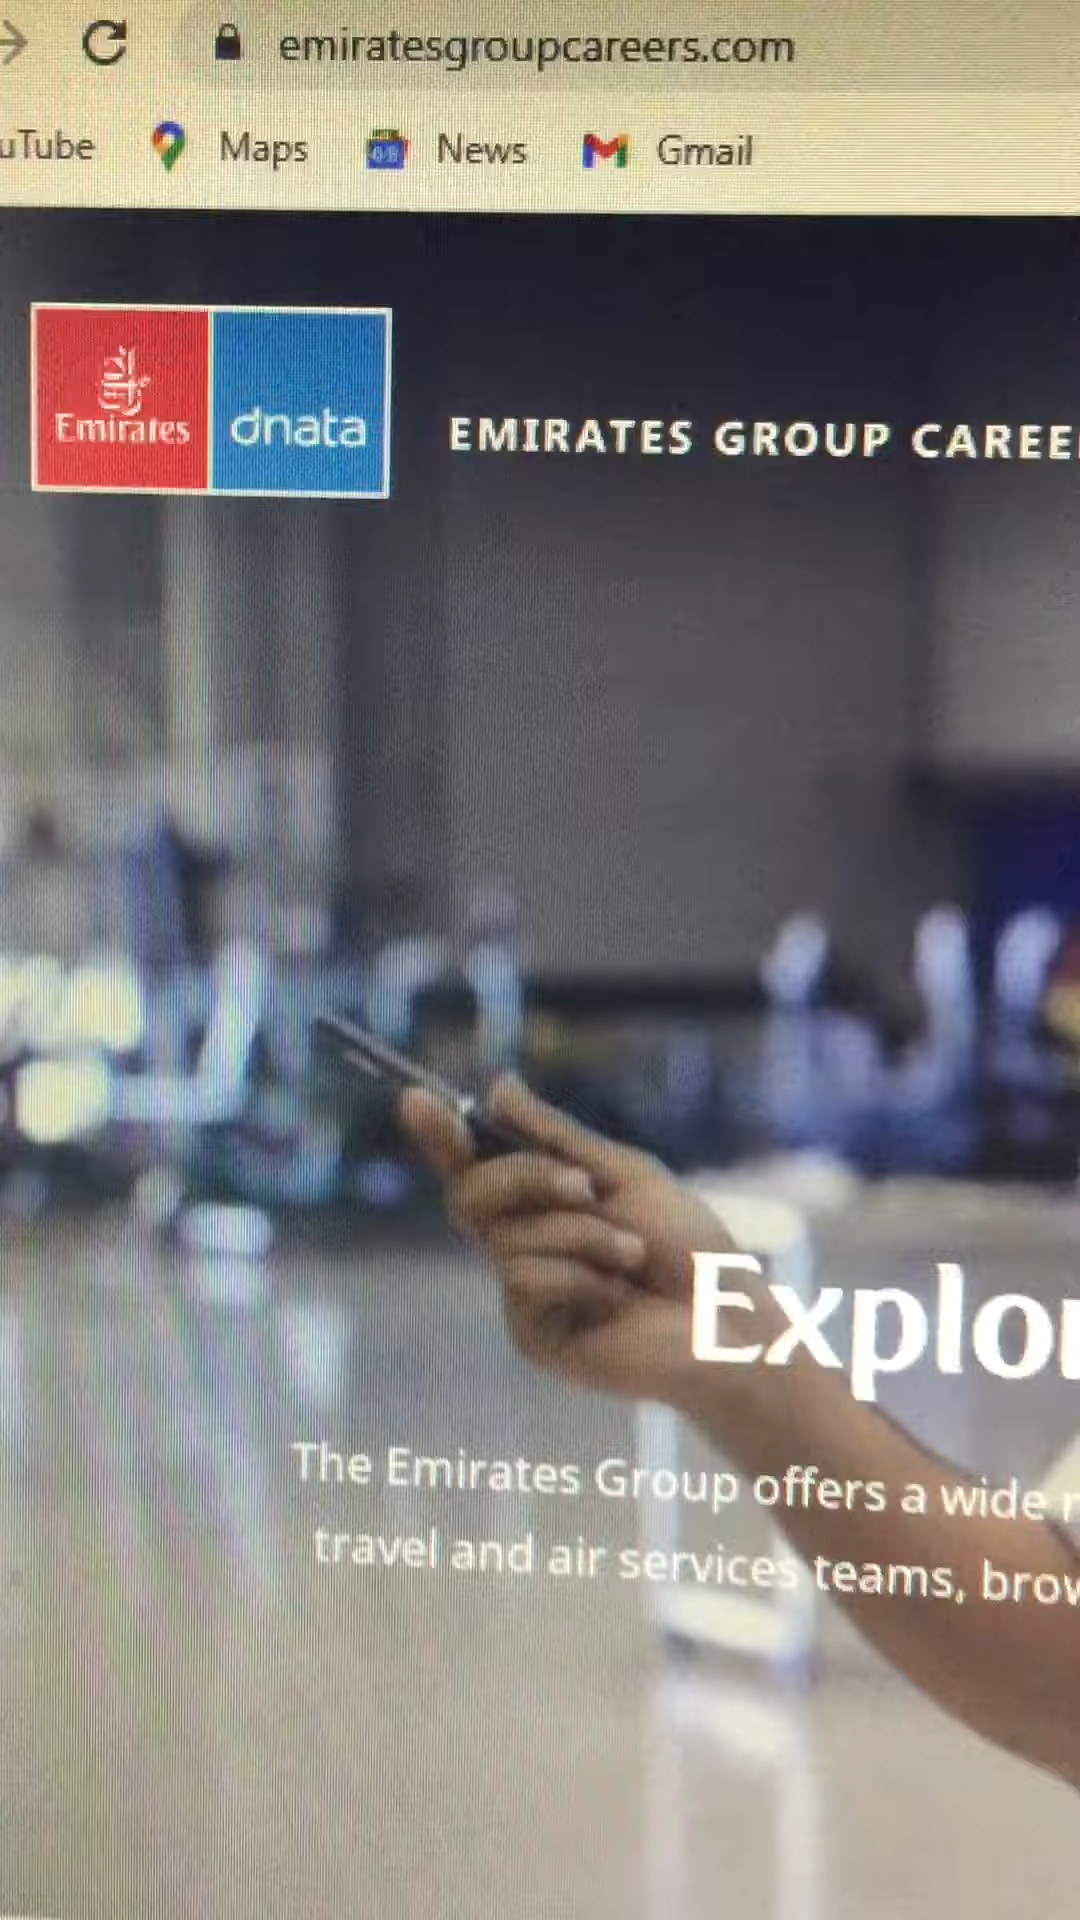 emiratesgroupcareers.com
uTube Maps News Gmail
Emirates dnata
EMIRATES GROUP CAREE
Explor
The Emirates Group offers a wide r
travel and air services teams, brow